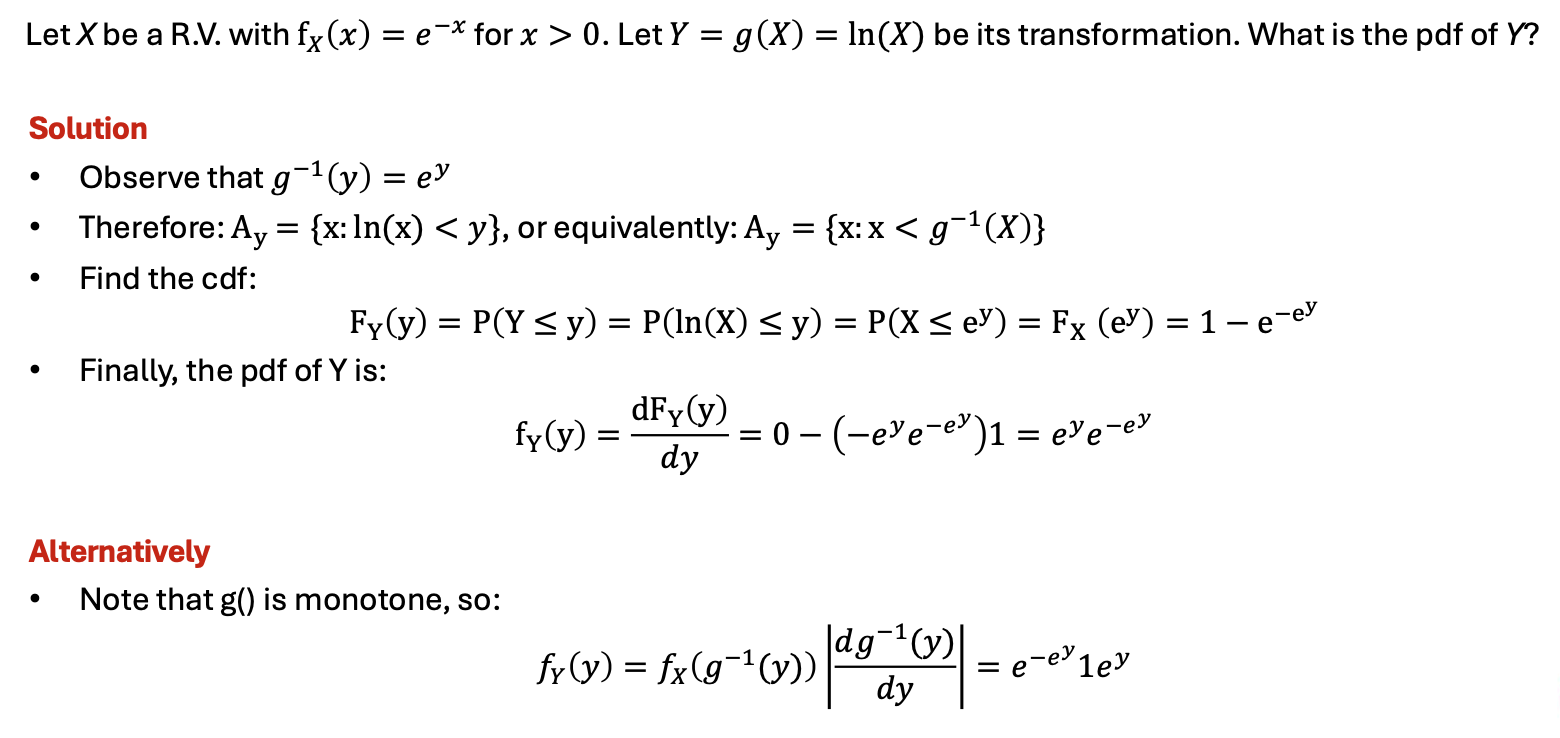 Let X be a R.V. with f_X(x) = e^{−x} for x > 0. Let Y = g(X) = ln(X) be its transformation. What is the pdf of Y?
Solution
• Observe that g^{−1}(y) = e^y
• Therefore: A_y = {x: ln(x) < y}, or equivalently: A_y = {x: x < g^{−1}(X)}
• Find the cdf:
F_Y(y) = P(Y ≤ y) = P(ln(X) ≤ y) = P(X ≤ e^y) = F_X (e^y) = 1 − e^{−e^y}
• Finally, the pdf of Y is:
f_Y(y) = \frac{dF_Y(y)}{dy} = 0 − (−e^y e^{−e^y})1 = e^y e^{−e^y}
Alternatively
• Note that g() is monotone, so:
f_Y(y) = f_X(g^{−1}(y)) |\frac{dg^{−1}(y)}{dy}| = e^{−e^y} 1e^y